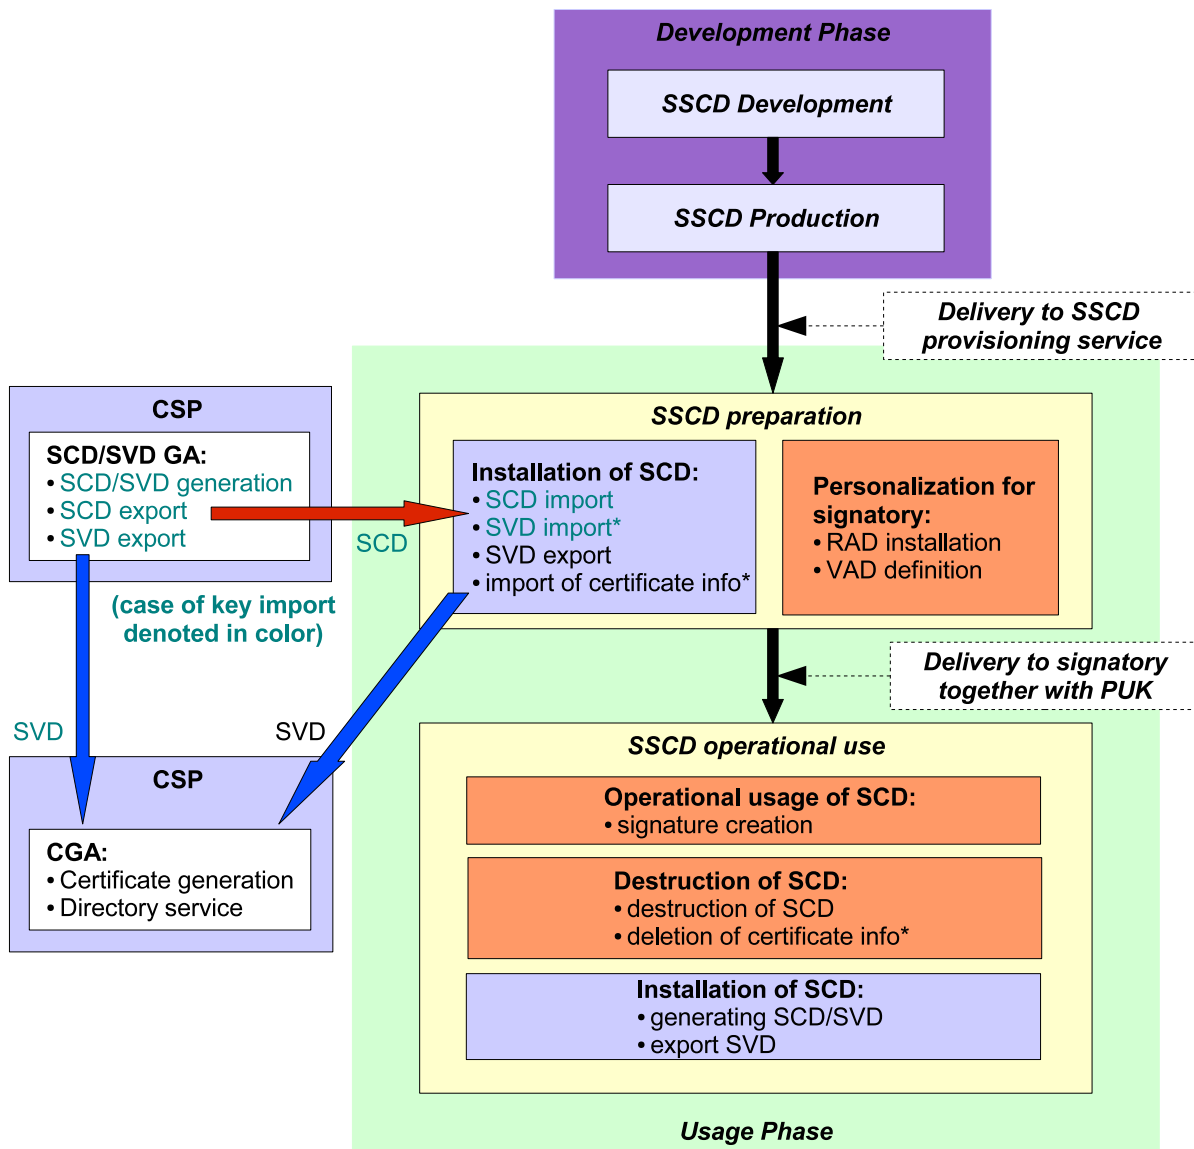 Development Phase
SSCD Development
SSCD Production
Delivery to SSCD
provisioning service
CSP
SCD/SVD GA:
• SCD/SVD generation
• SCD export
• SVD export
SCD
(case of key import
denoted in color)
SSCD preparation
Installation of SCD:
• SCD import
• SVD import*
• SVD export
• import of certificate info*
Personalization for
signatory:
• RAD installation
• VAD definition
Delivery to signatory
together with PUK
SVD
SVD
CSP
CGA:
• Certificate generation
• Directory service
SSCD operational use
Operational usage of SCD:
• signature creation
Destruction of SCD:
• destruction of SCD
• deletion of certificate info*
Installation of SCD:
• generating SCD/SVD
• export SVD
Usage Phase